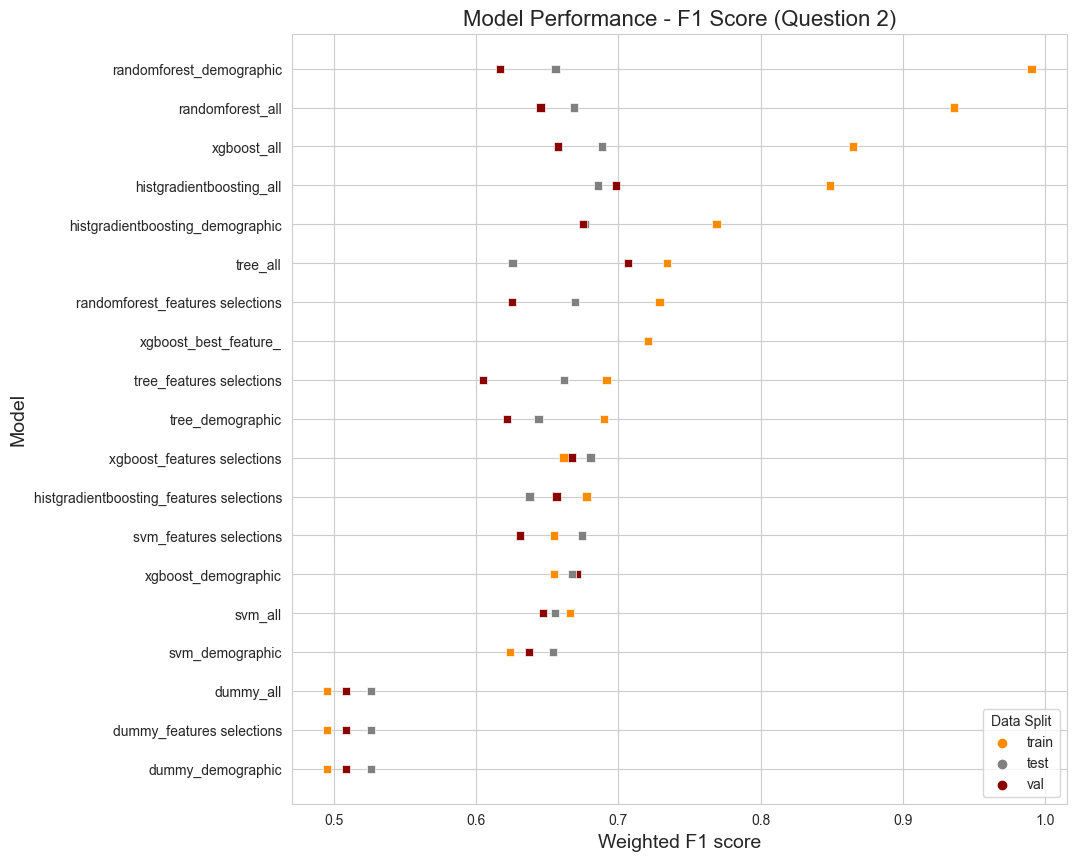 Model Performance - F1 Score (Question 2)
randomforest_demographic
randomforest_all
xgboost_all
histgradientboosting_all
histgradientboosting_demographic
tree_all
randomforest_features selections
xgboost_best_feature_
tree_features selections
tree_demographic
xgboost_features selections
histgradientboosting_features selections
svm_features selections
xgboost_demographic
svm_all
svm_demographic
dummy_all
dummy_features selections
dummy_demographic
Model
Data Split
train
test
val
0.5 0.6 0.7 0.8 0.9 1.0
Weighted F1 score